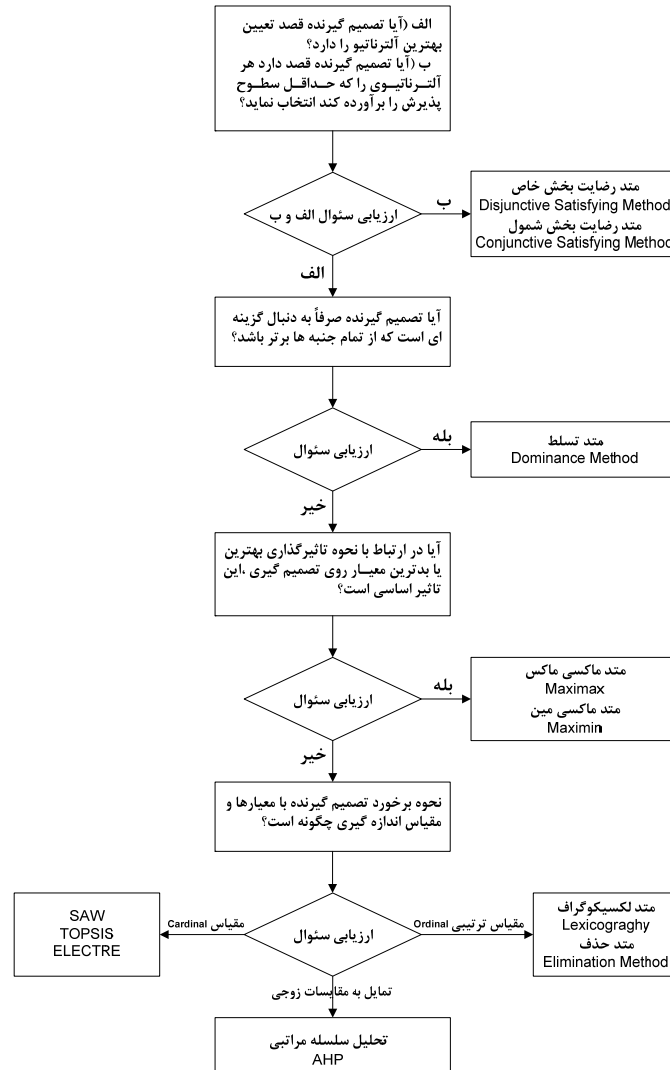 الف (آیا تصمیم گیرنده قصد تعیین
بهترین آلترناتیو را دارد؟
ب (آیا تصمیم گیرنده قصد دارد هر
آلتـرناتیـوی را که حـداقـل سطـوح
پذیرش را برآورده کند انتخاب نماید؟
ارزیابی سئوال الف و ب
ب
متد رضایت بخش خاص
Disjunctive Satisfying Method
متد رضایت بخش شمول
Conjunctive Satisfying Method
الف
آیا تصمیم گیرنده صرفاً به دنبال گزینه
ای است که از تمام جنبه ها برتر باشد؟
ارزیابی سئوال
بله
متد تسلط
Dominance Method
خیر
آیا در ارتباط با نحوه تاثیرگذاری بهترین
یا بدترین معیـار روی تصمیم گیری ،این
تاثیر اساسی است؟
ارزیابی سئوال
بله
متد ماکسی ماکس
Maximax
متد ماکسی مین
Maximin
خیر
نحوه برخورد تصمیم گیرنده با معیارها و
مقیاس اندازه گیری چگونه است؟
ارزیابی سئوال
مقیاس ترتیبی Ordinal
متد لکسیکوگراف
Lexicograghy
متد حذف
Elimination Method
مقیاس Cardinal
SAW
TOPSIS
ELECTRE
تمایل به مقایسات زوجی
تحلیل سلسله مراتبی
AHP